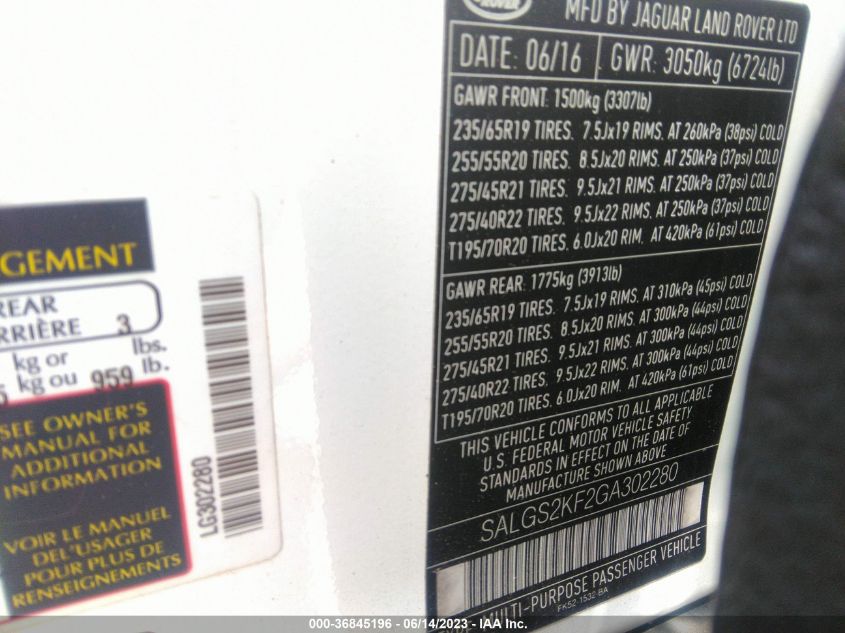 ROVER
MFD BY JAGUAR LAND ROVER LTD
DATE: 06/16 GWR: 3050kg (6724lb)
GAWR FRONT: 1500kg (3307lb)
235/65R19 TIRES. 7.5Jx19 RIMS. AT 260kPa (38psi) COLD
255/55R20 TIRES. 8.5Jx20 RIMS. AT 250kPa (37psi) COLD
275/45R21 TIRES. 9.5Jx21 RIMS. AT 250kPa (37psi) COLD
275/40R22 TIRES. 9.5Jx22 RIMS. AT 250kPa (37psi) COLD
T195/70R20 TIRES. 6.0Jx20 RIM. AT 420kPa (61psi) COLD
GAWR REAR: 1775kg (3913lb)
235/65R19 TIRES. 7.5Jx19 RIMS. AT 310kPa (45psi) COLD
255/55R20 TIRES. 8.5Jx20 RIMS. AT 300kPa (44psi) COLD
275/45R21 TIRES. 9.5Jx21 RIMS. AT 300kPa (44psi) COLD
275/40R22 TIRES. 9.5Jx22 RIMS. AT 300kPa (44psi) COLD
T195/70R20 TIRES. 6.0Jx20 RIM. AT 420kPa (61psi) COLD
THIS VEHICLE CONFORMS TO ALL APPLICABLE
U.S. FEDERAL MOTOR VEHICLE SAFETY
STANDARDS IN EFFECT ON THE DATE OF
MANUFACTURE SHOWN ABOVE
SALGS2KF2GA302280
TYPE: MULTI-PURPOSE PASSENGER VEHICLE
FK52-1532-BA
GEMENT
REAR
RRIÈRE 3
kg or lbs.
5 kg ou 959 lb.
SEE OWNER'S
MANUAL FOR
ADDITIONAL
INFORMATION
VOIR LE MANUEL
DEL'USAGER
POUR PLUS DE
RENSEIGNEMENTS
LG302280
000-36845196 - 06/14/2023 - IAAI.COM